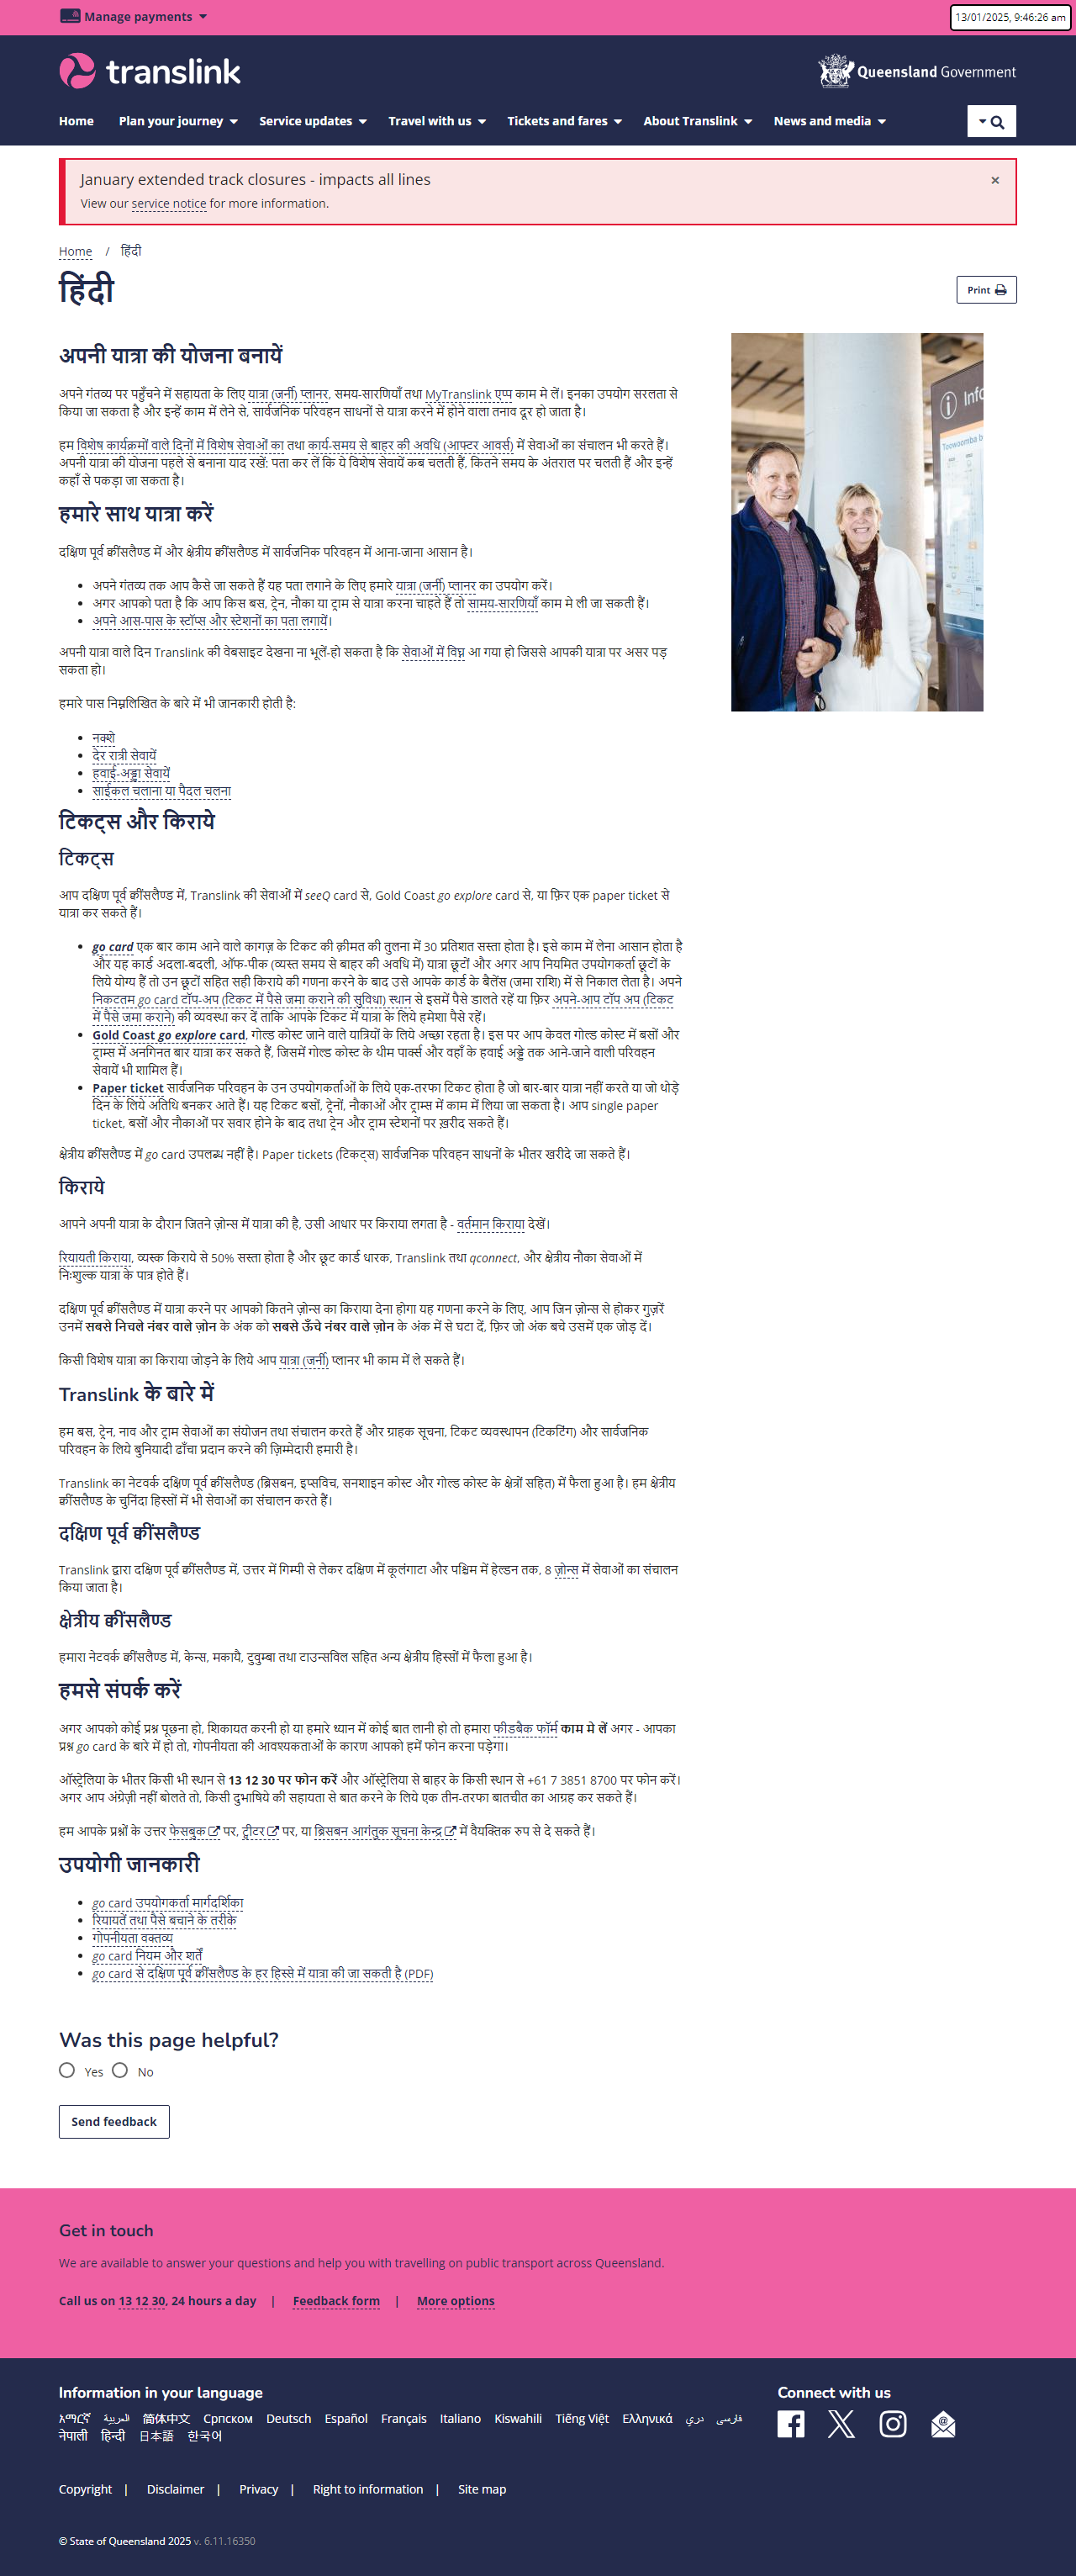 Manage payments
13/01/2025, 9:46:26 am
translink
Queensland Government
Home Plan your journey Service updates Travel with us Tickets and fares About Translink News and media
January extended track closures - impacts all lines
×
View our service notice for more information.
Home / हिंदी
हिंदी
Print
अपनी यात्रा की योजना बनायें
अपने गंतव्य पर पहुँचने में सहायता के लिए यात्रा (जर्नी) प्लानर, समय-सारणियाँ तथा MyTranslink एप्प काम मे लें। इनका उपयोग सरलता से
किया जा सकता है और इन्हें काम में लेने से, सार्वजनिक परिवहन साधनों से यात्रा करने में होने वाला तनाव दूर हो जाता है।
हम विशेष कार्यक्रमों वाले दिनों में विशेष सेवाओं का तथा कार्य-समय से बाहर की अवधि (आफ्टर आवर्स) में सेवाओं का संचालन भी करते हैं।
अपनी यात्रा की योजना पहले से बनाना याद रखें: पता कर लें कि ये विशेष सेवायें कब चलती हैं, कितने समय के अंतराल पर चलती हैं और इन्हें
कहाँ से पकड़ा जा सकता है।
हमारे साथ यात्रा करें
दक्षिण पूर्व क्वींसलैण्ड में और क्षेत्रीय क्वींसलैण्ड में सार्वजनिक परिवहन में आना-जाना आसान है।
अपने गंतव्य तक आप कैसे जा सकते हैं यह पता लगाने के लिए हमारे यात्रा (जर्नी) प्लानर का उपयोग करें।
अगर आपको पता है कि आप किस बस, ट्रेन, नौका या ट्राम से यात्रा करना चाहते हैं तो सामय-सारणियाँ काम मे ली जा सकती हैं।
अपने आस-पास के स्टॉप्स और स्टेशनों का पता लगायें।
अपनी यात्रा वाले दिन Translink की वेबसाइट देखना ना भूलें-हो सकता है कि सेवाओं में विघ्न आ गया हो जिससे आपकी यात्रा पर असर पड़
सकता हो।
हमारे पास निम्नलिखित के बारे में भी जानकारी होती है:
नक्शे
देर रात्री सेवायें
हवाई-अड्डा सेवायें
साईकल चलाना या पैदल चलना
टिकट्स और किराये
टिकट्स
आप दक्षिण पूर्व क्वींसलैण्ड में, Translink की सेवाओं में seeQ card से, Gold Coast go explore card से, या फ़िर एक paper ticket से
यात्रा कर सकते हैं।
go card एक बार काम आने वाले कागज़ के टिकट की क़ीमत की तुलना में 30 प्रतिशत सस्ता होता है। इसे काम में लेना आसान होता है
और यह कार्ड अदला-बदली, ऑफ-पीक (व्यस्त समय से बाहर की अवधि में) यात्रा छूटों और अगर आप नियमित उपयोगकर्ता छूटों के
लिये योग्य हैं तो उन छूटों सहित सही किराये की गणना करने के बाद उसे आपके कार्ड के बैलेंस (जमा राशि) में से निकाल लेता है। आपने
निकटतम go card टॉप-अप (टिकट में पैसे जमा कराने की सुविधा) स्थान से इसमें पैसे डालते रहें या फ़िर अपने-आप टॉप अप (टिकट
में पैसे जमा कराने) की व्यवस्था कर दें ताकि आपके टिकट में यात्रा के लिये हमेशा पैसे रहें।
Gold Coast go explore card, गोल्ड कोस्ट जाने वाले यात्रियों के लिये अच्छा रहता है। इस पर आप केवल गोल्ड कोस्ट में बसों और
ट्राम्स में अनगिनत बार यात्रा कर सकते हैं, जिसमें गोल्ड कोस्ट के थीम पार्क्स और वहाँ के हवाई अड्डे तक आने-जाने वाली परिवहन
सेवायें भी शामिल हैं।
Paper ticket सार्वजनिक परिवहन के उन उपयोगकर्ताओं के लिये एक-तरफा टिकट होता है जो बार-बार यात्रा नहीं करते या जो थोड़े
दिन के लिये अतिथि बनकर आते हैं। यह टिकट बसों, ट्रेनों, नौकाओं और ट्राम्स में काम में लिया जा सकता है। आप single paper
ticket, बसों और नौकाओं पर सवार होने के बाद तथा ट्रेन और ट्राम स्टेशनों पर ख़रीद सकते हैं।
क्षेत्रीय क्वींसलैण्ड में go card उपलब्ध नहीं है। Paper tickets (टिकट्स) सार्वजनिक परिवहन साधनों के भीतर खरीदे जा सकते हैं।
किराये
आपने अपनी यात्रा के दौरान जितने ज़ोन्स में यात्रा की है, उसी आधार पर किराया लगता है - वर्तमान किराया देखें।
रियायती किराया, व्यस्क किराये से 50% सस्ता होता है और छूट कार्ड धारक, Translink तथा qconnect, और क्षेत्रीय नौका सेवाओं में
निःशुल्क यात्रा के पात्र होते हैं।
दक्षिण पूर्व क्वींसलैण्ड में यात्रा करने पर आपको कितने ज़ोन्स का किराया देना होगा यह गणना करने के लिए, आप जिन ज़ोन्स से होकर गुज़रें
उनमें सबसे निचले नंबर वाले ज़ोन के अंक को सबसे ऊँचे नंबर वाले ज़ोन के अंक में से घटा दें, फ़िर जो अंक बचे उसमें एक जोड़ दें।
किसी विशेष यात्रा का किराया जोड़ने के लिये आप यात्रा (जर्नी) प्लानर भी काम में ले सकते हैं।
Translink के बारे में
हम बस, ट्रेन, नाव और ट्राम सेवाओं का संयोजन तथा संचालन करते हैं और ग्राहक सूचना, टिकट व्यवस्थापन (टिकटिंग) और सार्वजनिक
परिवहन के लिये बुनियादी ढाँचा प्रदान करने की ज़िम्मेदारी हमारी है।
Translink का नेटवर्क दक्षिण पूर्व क्वींसलैण्ड (ब्रिसबन, इप्सविच, सनशाइन कोस्ट और गोल्ड कोस्ट के क्षेत्रों सहित) में फैला हुआ है। हम क्षेत्रीय
क्वींसलैण्ड के चुनिंदा हिस्सों में भी सेवाओं का संचालन करते हैं।
दक्षिण पूर्व क्वींसलैण्ड
Translink द्वारा दक्षिण पूर्व क्वींसलैण्ड में, उत्तर में गिम्पी से लेकर दक्षिण में कूलंगाटा और पश्चिम में हेल्डन तक, 8 ज़ोन्स में सेवाओं का संचालन
किया जाता है।
क्षेत्रीय क्वींसलैण्ड
हमारा नेटवर्क क्वींसलैण्ड में, केन्स, मकायै, टुवुम्बा तथा टाउन्सविल सहित अन्य क्षेत्रीय हिस्सों में फैला हुआ है।
हमसे संपर्क करें
अगर आपको कोई प्रश्न पूछना हो, शिकायत करनी हो या हमारे ध्यान में कोई बात लानी हो तो हमारा फीडबैक फॉर्म काम मे लें अगर - आपका
प्रश्न go card के बारे में हो तो, गोपनीयता की आवश्यकताओं के कारण आपको हमें फोन करना पड़ेगा।
ऑस्ट्रेलिया के भीतर किसी भी स्थान से 13 12 30 पर फोन करें और ऑस्ट्रेलिया से बाहर के किसी स्थान से +61 7 3851 8700 पर फोन करें।
अगर आप अंग्रेज़ी नहीं बोलते तो, किसी दुभाषिये की सहायता से बात करने के लिये एक तीन-तरफा बातचीत का आग्रह कर सकते हैं।
हम आपके प्रश्नों के उत्तर फेसबुक पर, ट्वीटर पर, या ब्रिसबन आगंतुक सूचना केन्द्र में वैयक्तिक रुप से दे सकते हैं।
उपयोगी जानकारी
go card उपयोगकर्ता मार्गदर्शिका
रियायतें तथा पैसे बचाने के तरीके
गोपनीयता वक्तव्य
go card नियम और शर्तें
go card से दक्षिण पूर्व क्वींसलैण्ड के हर हिस्से में यात्रा की जा सकती है (PDF)
Was this page helpful?
Yes No
Send feedback
Get in touch
We are available to answer your questions and help you with travelling on public transport across Queensland.
Call us on 13 12 30, 24 hours a day | Feedback form | More options
Information in your language
Connect with us
አማርኛ العربية 简体中文 Српском Deutsch Español Français Italiano Kiswahili Tiếng Việt Ελληνικά دري فارسی
नेपाली हिन्दी 日本語 한국어
Copyright | Disclaimer | Privacy | Right to information | Site map
© State of Queensland 2025 v. 6.11.16350